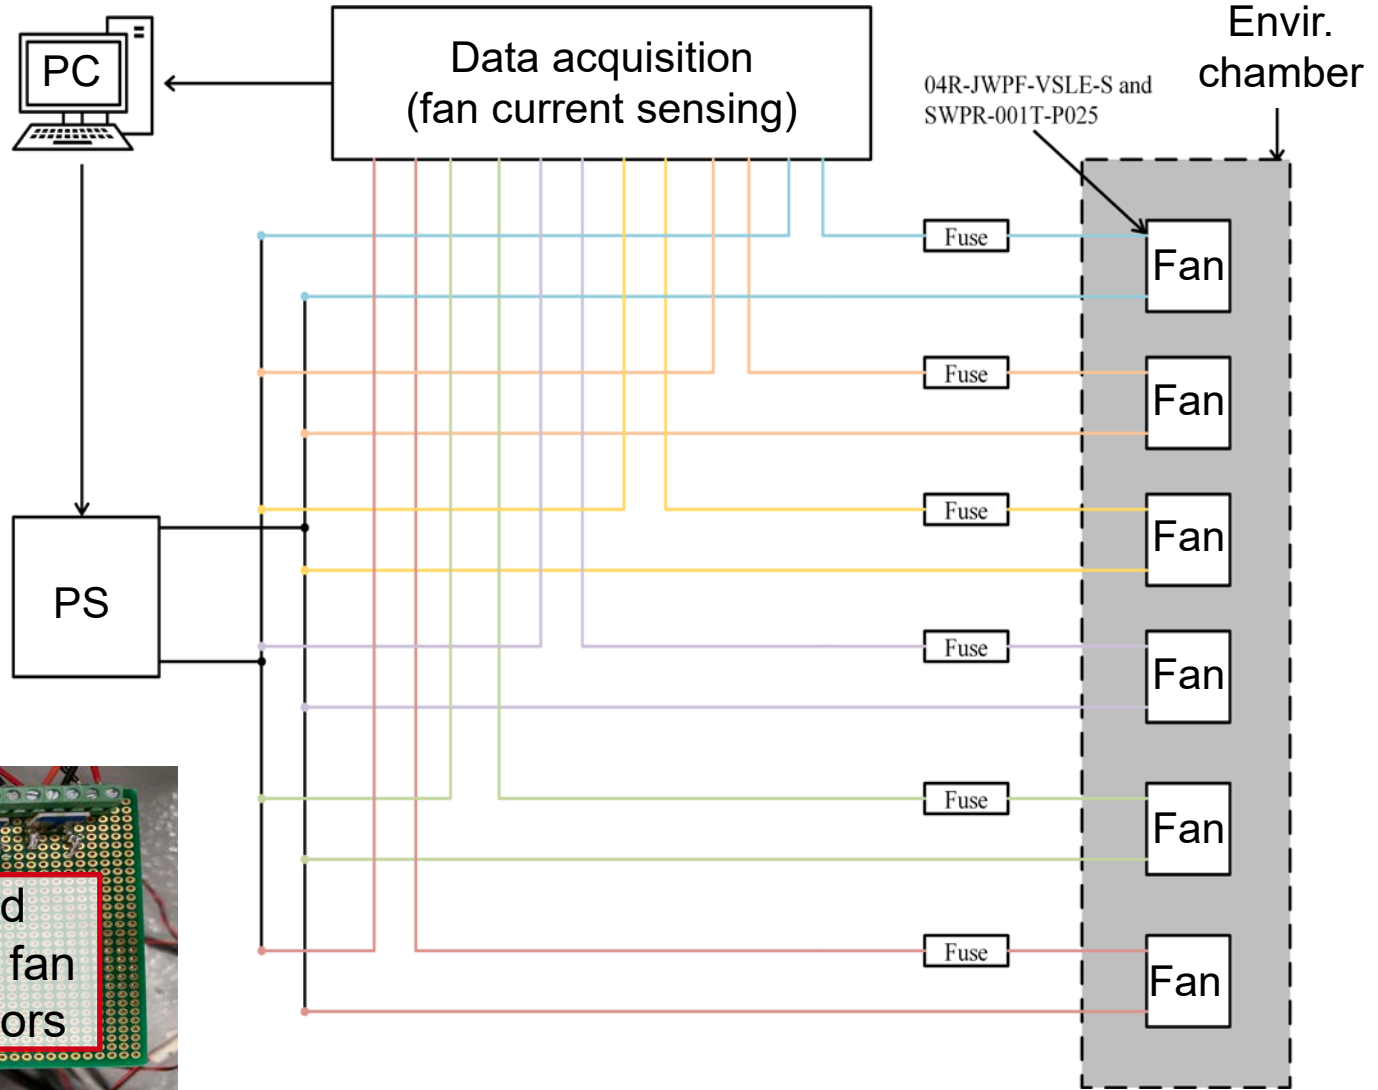 PC
Data acquisition
(fan current sensing)
Envir.
chamber
04R-JWPF-VSLE-S and
SWPR-001T-P025
Fuse
Fan
Fuse
Fan
Fuse
Fan
PS
Fuse
Fan
Fuse
Fan
fan
Fuse
Fan